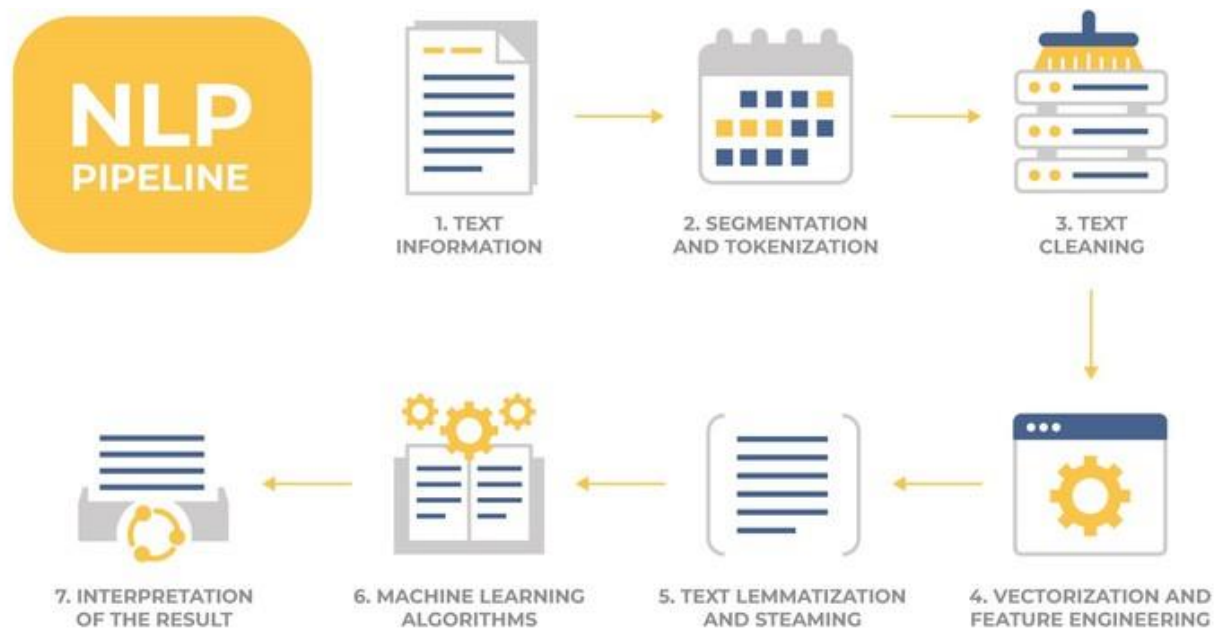 NLP
PIPELINE
1. TEXT
INFORMATION
2. SEGMENTATION
AND TOKENIZATION
3. TEXT
CLEANING
4. VECTORIZATION AND
FEATURE ENGINEERING
5. TEXT LEMMATIZATION
AND STEAMING
6. MACHINE LEARNING
ALGORITHMS
7. INTERPRETATION
OF THE RESULT